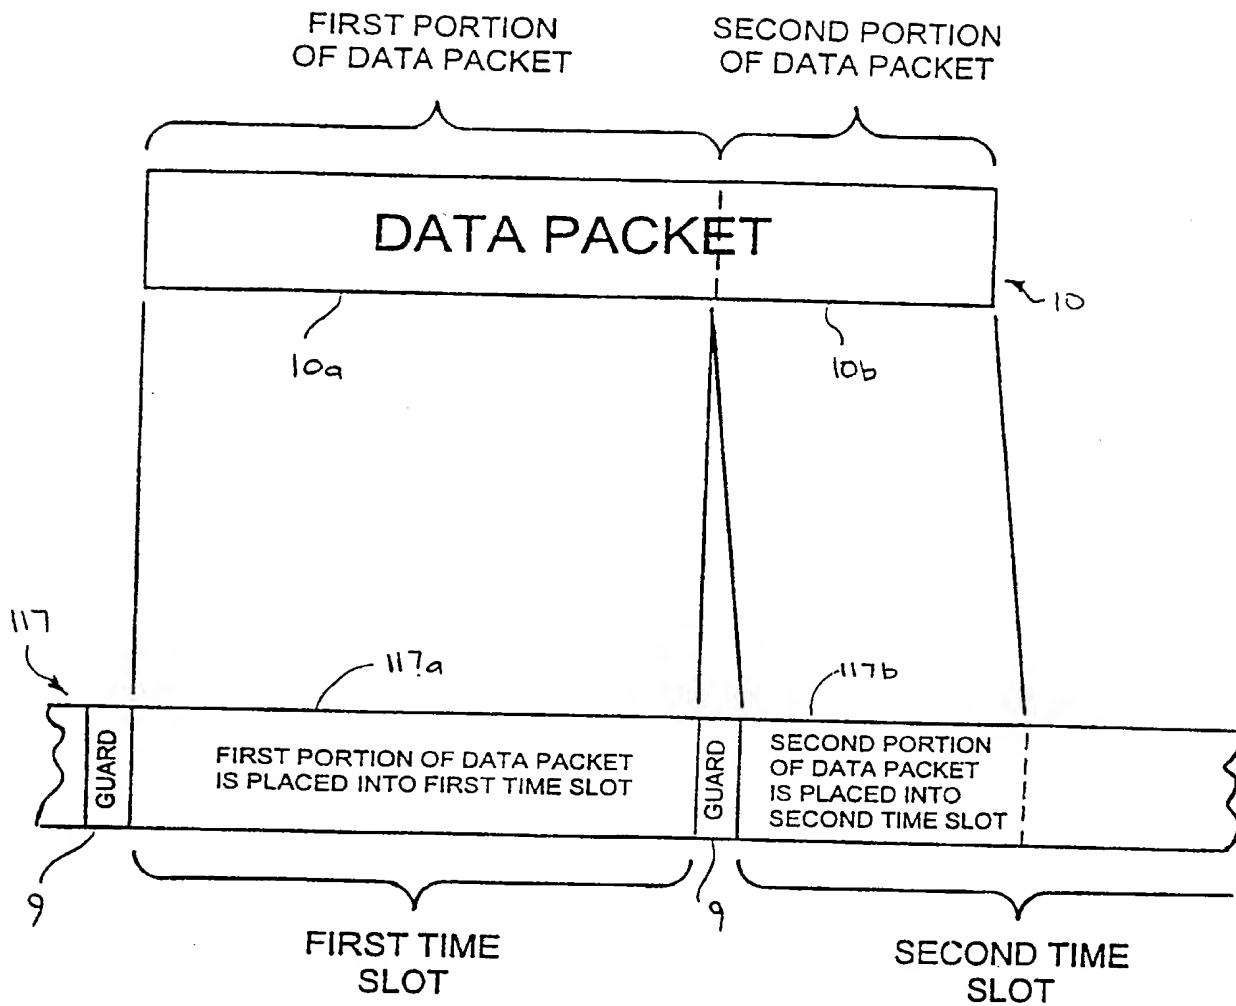 FIRST PORTION
OF DATA PACKET
SECOND PORTION
OF DATA PACKET
DATA PACKET
10
10a
10b
117
117a
117b
GUARD
FIRST PORTION OF DATA PACKET
IS PLACED INTO FIRST TIME SLOT
GUARD
SECOND PORTION
OF DATA PACKET
IS PLACED INTO
SECOND TIME SLOT
9
9
FIRST TIME
SLOT
SECOND TIME
SLOT